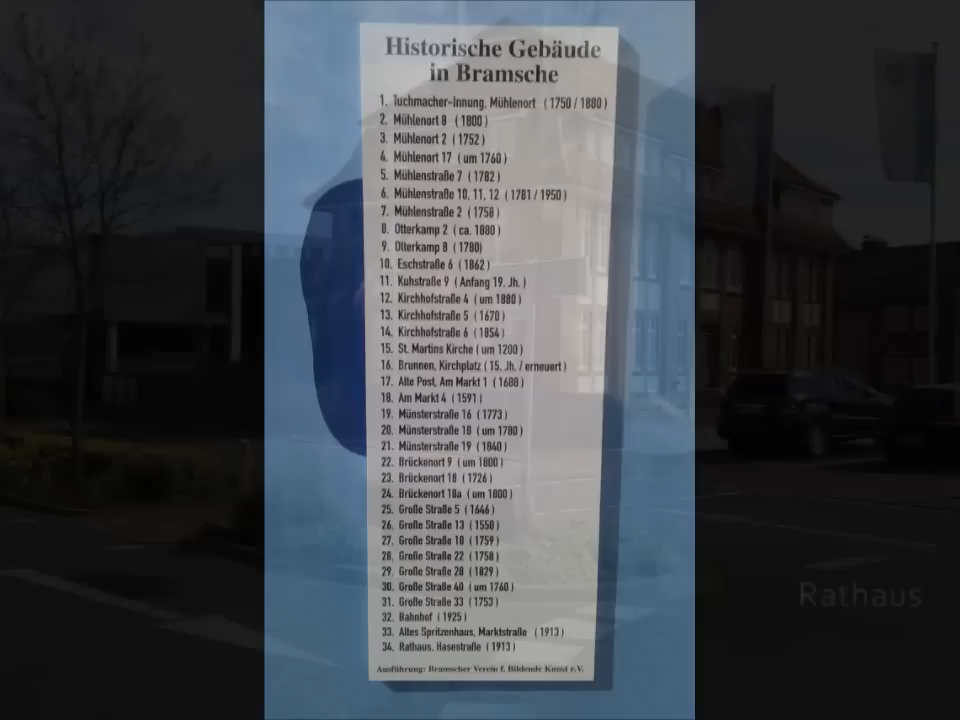 Historische Gebäude
in Bramsche
1. Tuchmacher-Innung, Mühlenort (1750 / 1880)
2. Mühlenort 8 (1800)
3. Mühlenort 2 (1752)
4. Mühlenort 17 (um 1760)
5. Mühlenstraße 7 (1782)
6. Mühlenstraße 10, 11, 12 (1781 / 1950)
7. Mühlenstraße 2 (1758)
8. Otterkamp 2 (ca. 1880)
9. Otterkamp 8 (1780)
10. Eschstraße 6 (1862)
11. Kuhstraße 9 (Anfang 19. Jh.)
12. Kirchhofstraße 4 (um 1880)
13. Kirchhofstraße 5 (1670)
14. Kirchhofstraße 6 (1854)
15. St. Martins Kirche (um 1200)
16. Brunnen, Kirchplatz (15. Jh. / erneuert)
17. Alte Post, Am Markt 1 (1688)
18. Am Markt 4 (1591)
19. Münsterstraße 16 (1773)
20. Münsterstraße 18 (um 1780)
21. Münsterstraße 19 (1840)
22. Brückenort 9 (um 1800)
23. Brückenort 18 (1726)
24. Brückenort 18a (um 1800)
25. Große Straße 5 (1646)
26. Große Straße 13 (1550)
27. Große Straße 18 (1759)
28. Große Straße 22 (1758)
29. Große Straße 28 (1829)
30. Große Straße 40 (um 1760)
31. Große Straße 33 (1753)
32. Bahnhof (1925)
33. Altes Spritzenhaus, Marktstraße (1913)
34. Rathaus, Hasestraße (1913)
Ausführung: Bramscher Verein f. Bildende Kunst e.V.
Rathaus